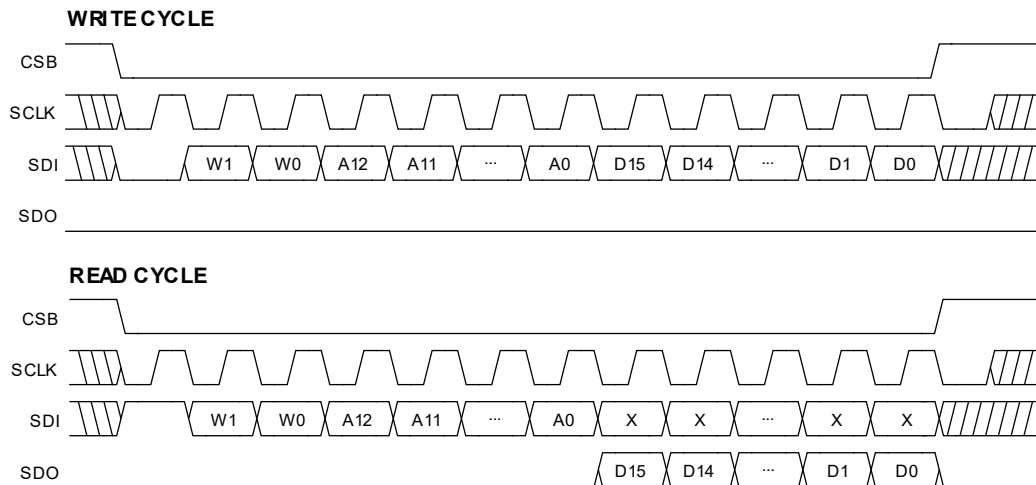 WRITE CYCLE
CSB
SCLK
SDI W1 W0 A12 A11 ... A0 D15 D14 ... D1 D0
SDO
READ CYCLE
CSB
SCLK
SDI W1 W0 A12 A11 ... A0 X X ... X X
SDO D15 D14 ... D1 D0